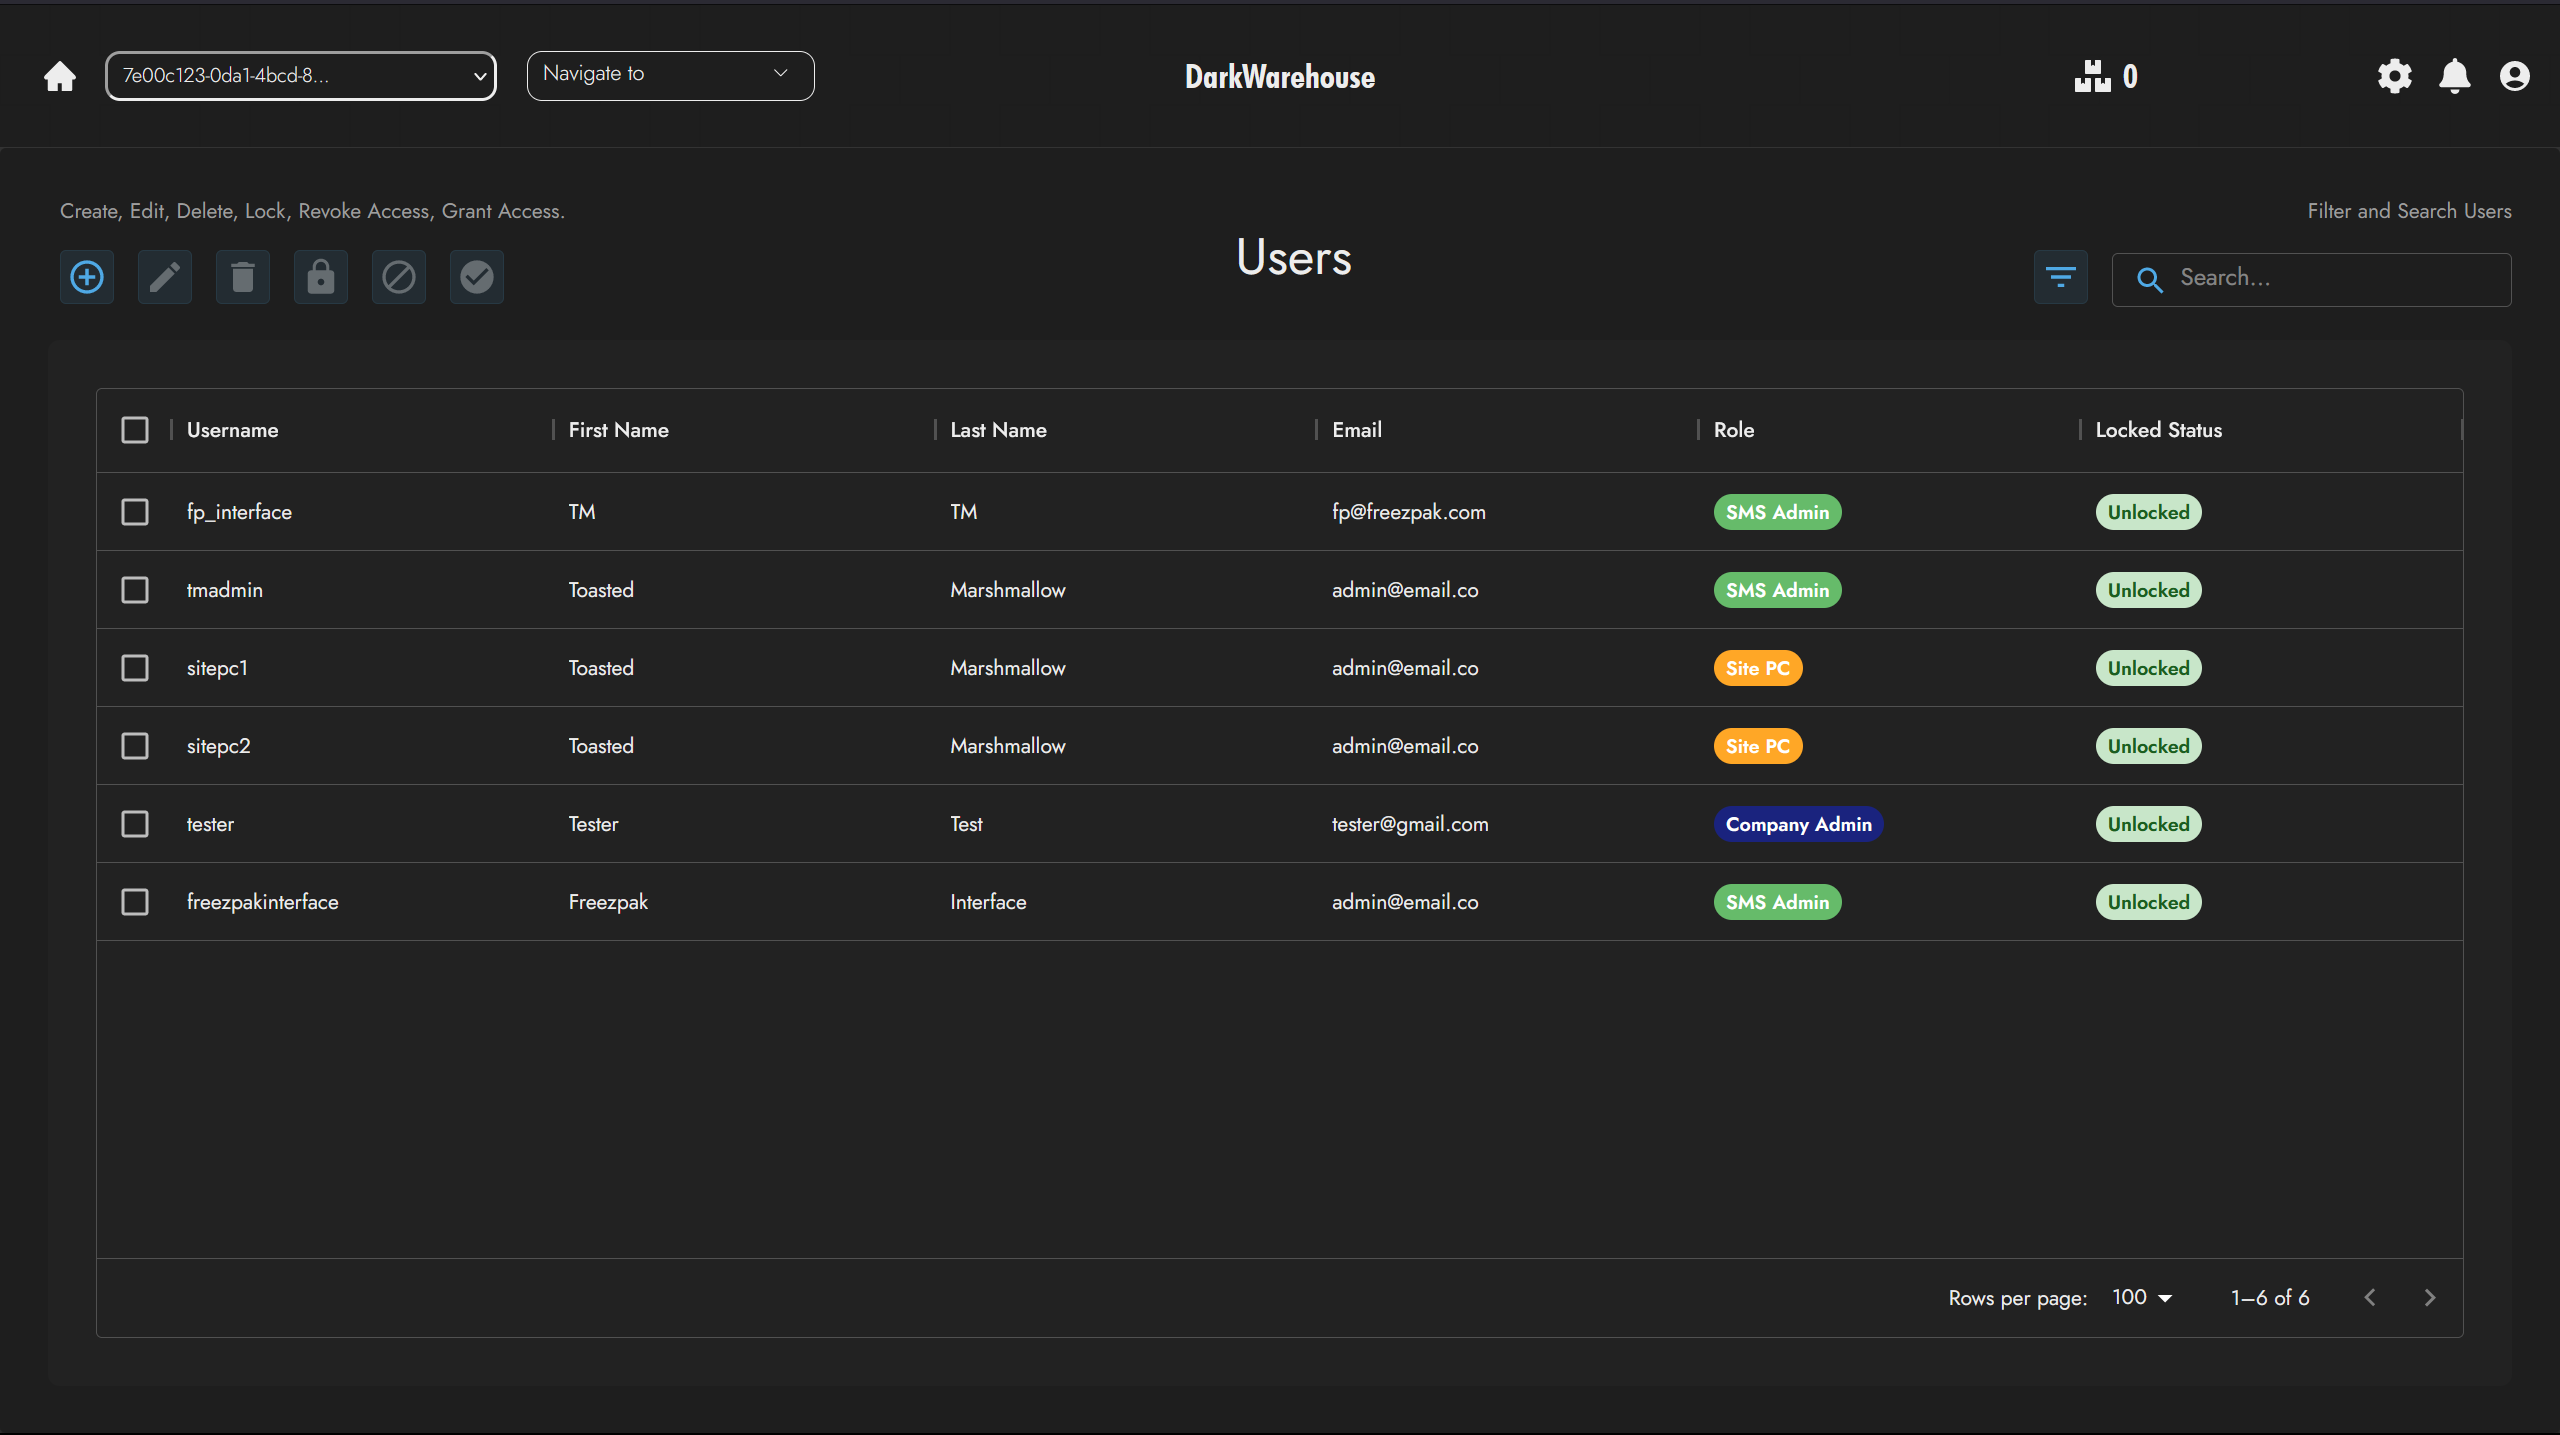 7e00c123-0da1-4bcd-8...
Navigate to
DarkWarehouse
0
Create, Edit, Delete, Lock, Revoke Access, Grant Access.
Users
Filter and Search Users
Search...
Username First Name Last Name Email Role Locked Status
fp_interface TM TM fp@freezpak.com SMS Admin Unlocked
tmadmin Toasted Marshmallow admin@email.co SMS Admin Unlocked
sitepc1 Toasted Marshmallow admin@email.co Site PC Unlocked
sitepc2 Toasted Marshmallow admin@email.co Site PC Unlocked
tester Tester Test tester@gmail.com Company Admin Unlocked
freezpakinterface Freezpak Interface admin@email.co SMS Admin Unlocked
Rows per page: 100 1–6 of 6